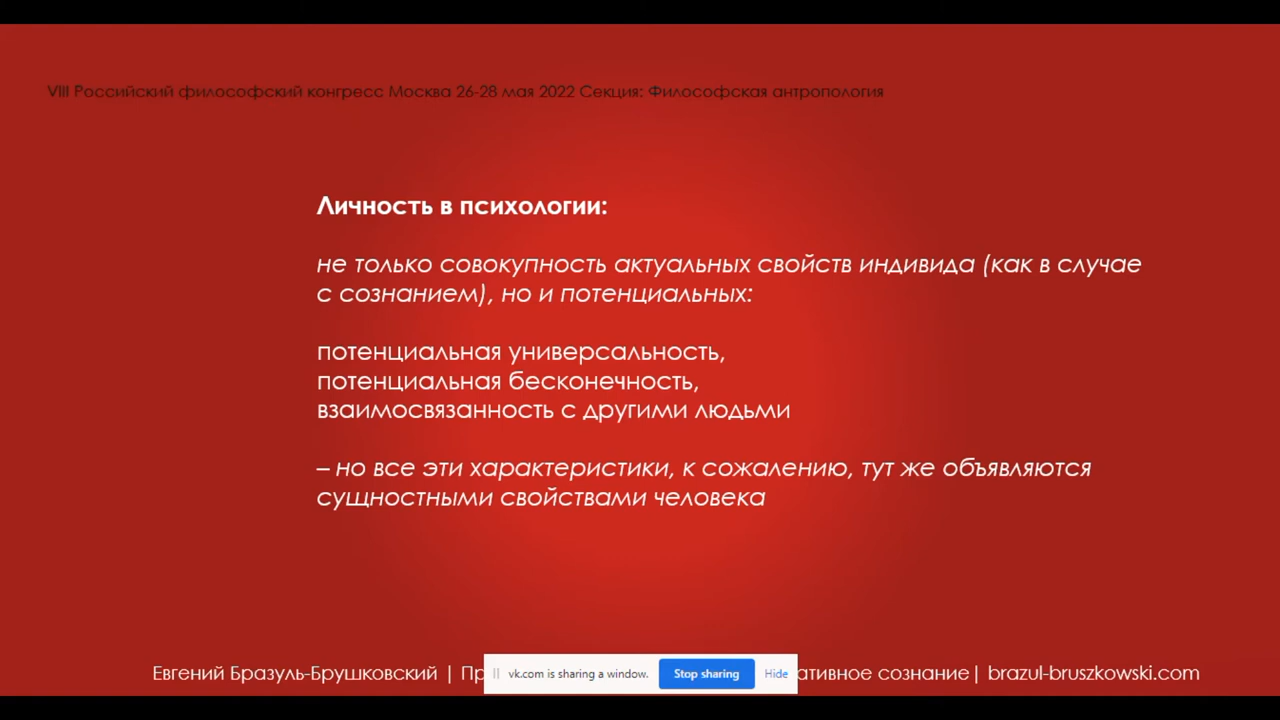 VIII Российский философский конгресс Москва 26-28 мая 2022 Секция: Философская антропология
Личность в психологии:
не только совокупность актуальных свойств индивида (как в случае
с сознанием), но и потенциальных:
потенциальная универсальность,
потенциальная бесконечность,
взаимосвязанность с другими людьми
– но все эти характеристики, к сожалению, тут же объявляются
сущностными свойствами человека
Евгений Бразуль-Брушковский | сознание| brazul-bruszkowski.com
vk.com is sharing a window. Stop sharing Hide